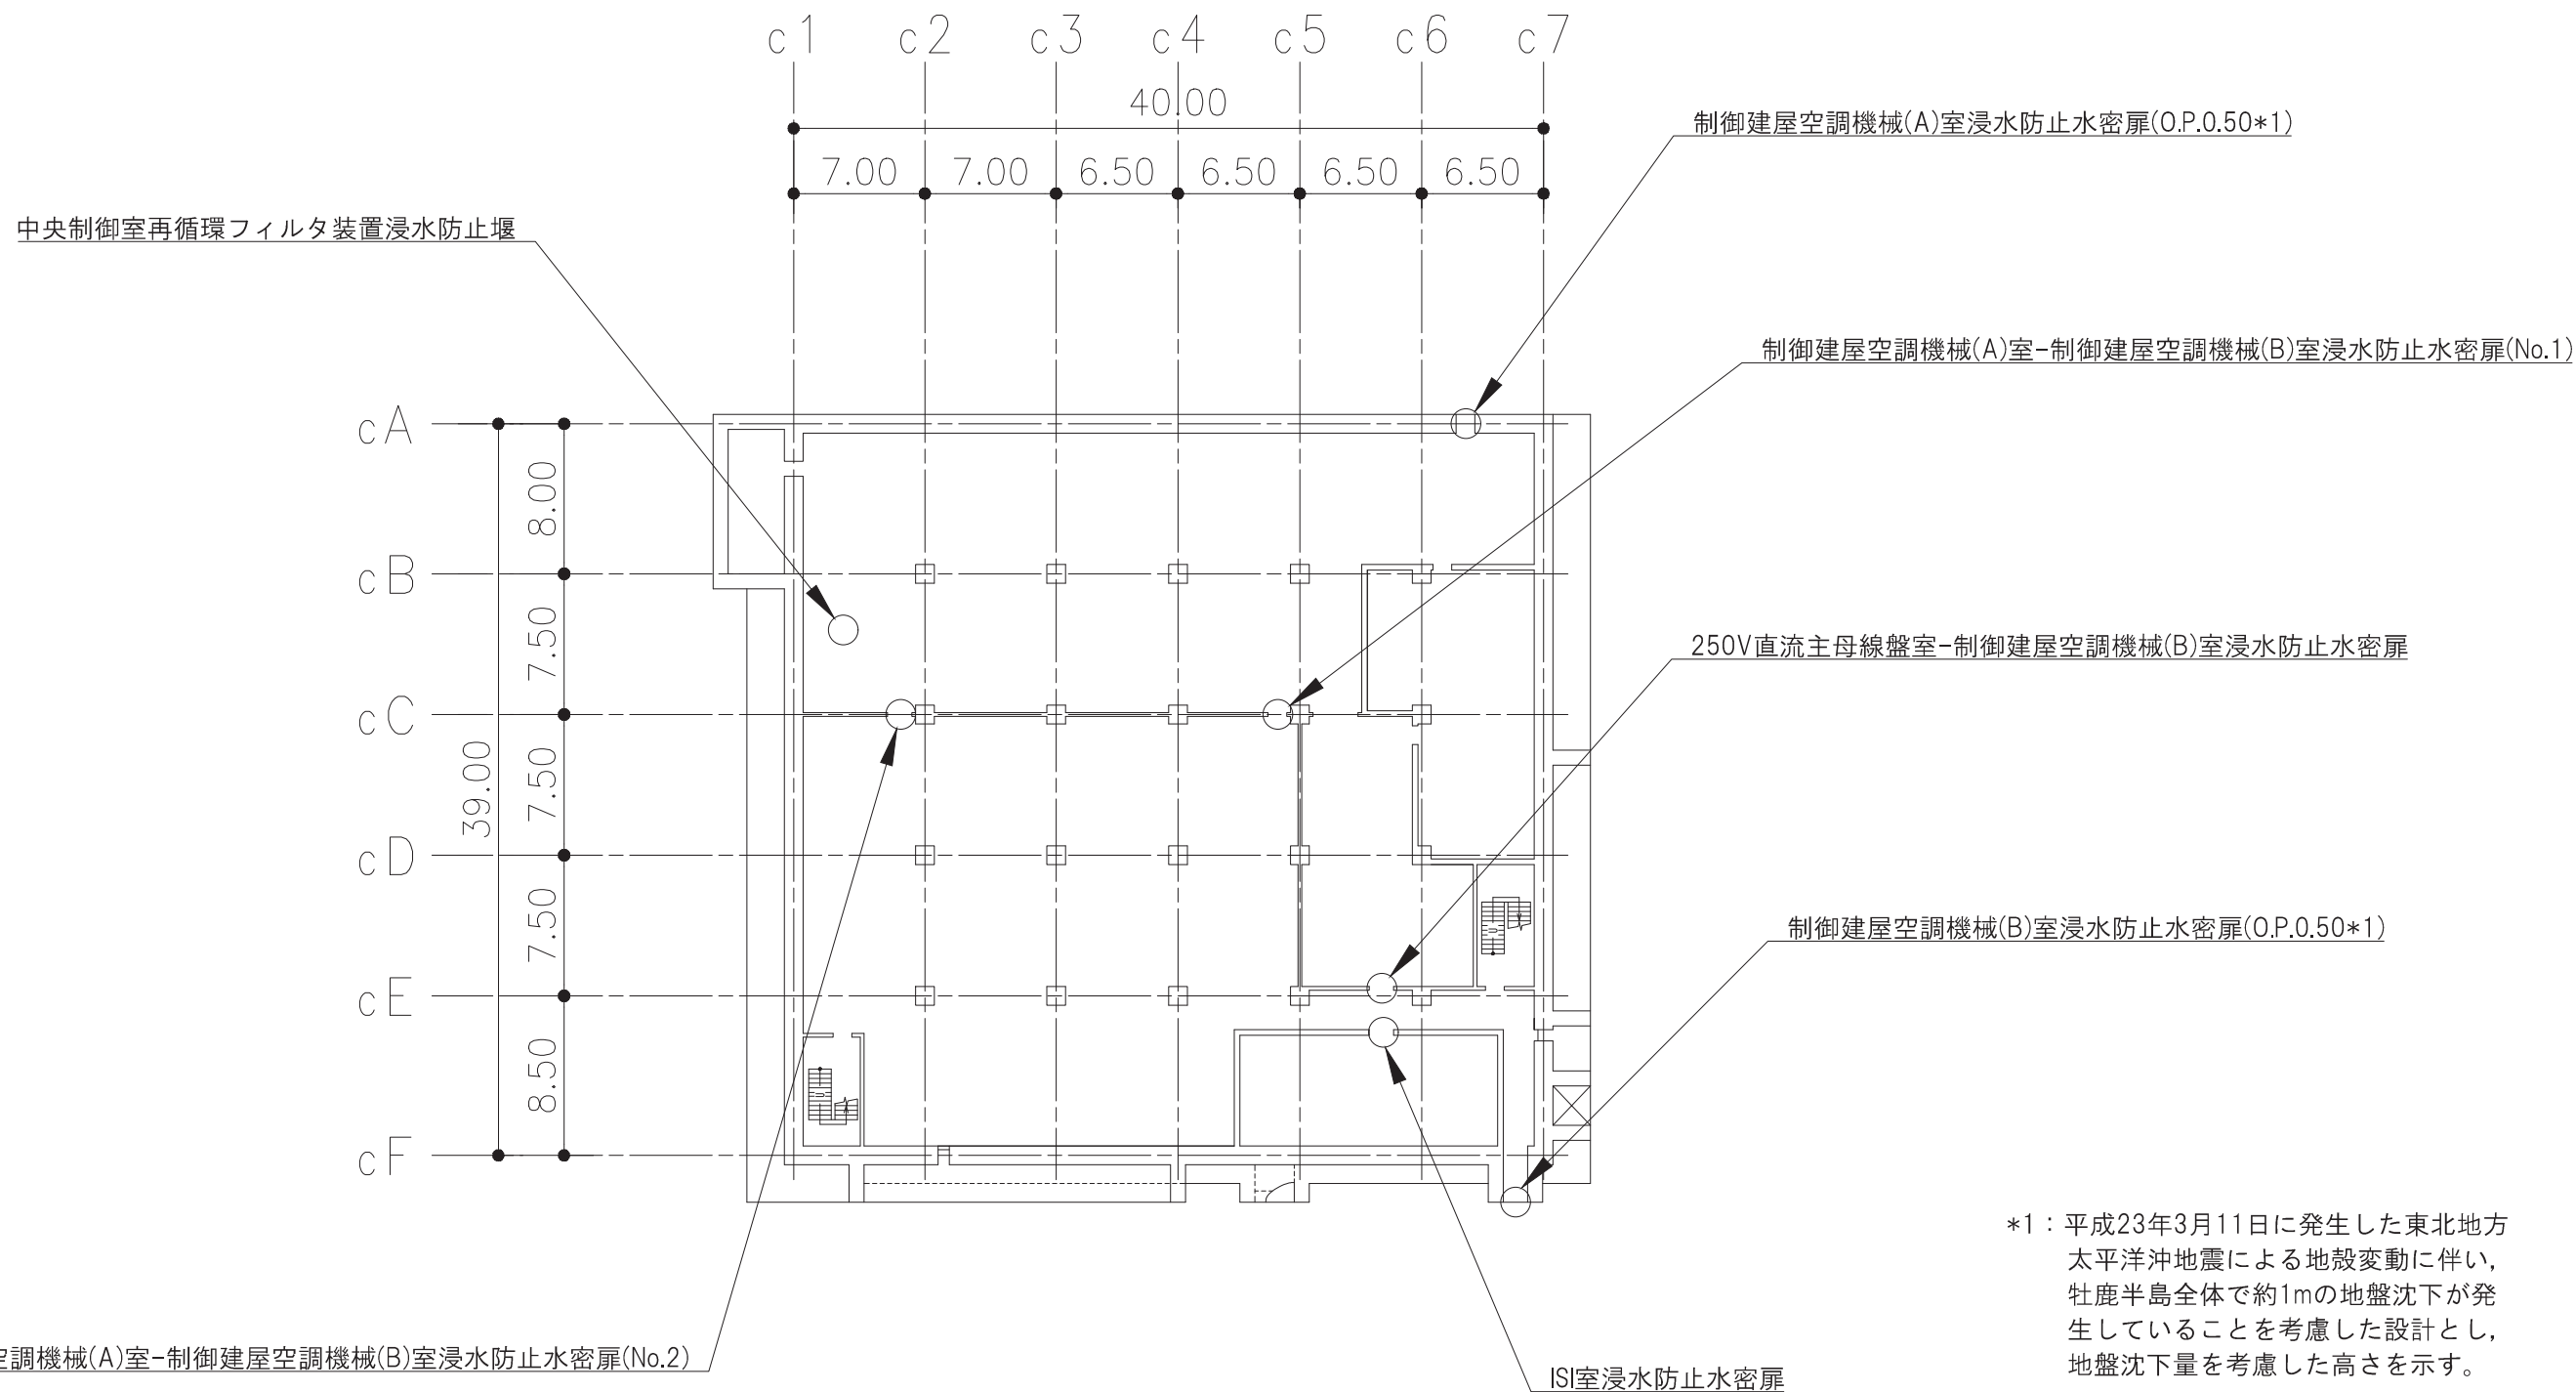 c1 c2 c3 c4 c5 c6 c7
40.00
7.00 7.00 6.50 6.50 6.50 6.50
制御建屋空調機械(A)室浸水防止水密扉(O.P.0.50*1)
中央制御室再循環フィルタ装置浸水防止堰
制御建屋空調機械(A)室-制御建屋空調機械(B)室浸水防止水密扉(No.1)
cA
8.00
cB
7.50
250V直流主母線盤室-制御建屋空調機械(B)室浸水防止水密扉
cC
39.00
7.50
cD
7.50
制御建屋空調機械(B)室浸水防止水密扉(O.P.0.50*1)
cE
8.50
cF
空調機械(A)室-制御建屋空調機械(B)室浸水防止水密扉(No.2)
ISI室浸水防止水密扉
*1：平成23年3月11日に発生した東北地方
太平洋沖地震による地殻変動に伴い,
牡鹿半島全体で約1mの地盤沈下が発
生していることを考慮した設計とし,
地盤沈下量を考慮した高さを示す。